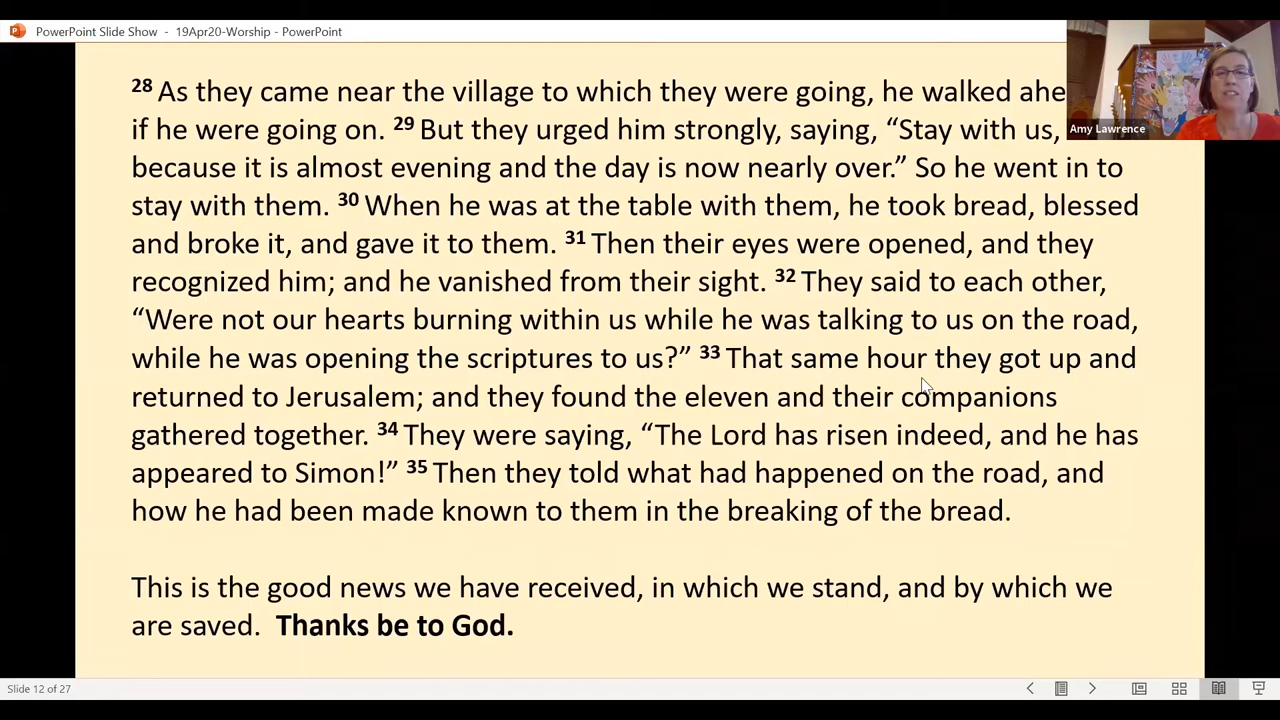 PowerPoint Slide Show - 19Apr20-Worship - PowerPoint
28 As they came near the village to which they were going, he walked ahe
if he were going on. 29 But they urged him strongly, saying, “Stay with us,
because it is almost evening and the day is now nearly over.” So he went in to
stay with them. 30 When he was at the table with them, he took bread, blessed
and broke it, and gave it to them. 31 Then their eyes were opened, and they
recognized him; and he vanished from their sight. 32 They said to each other,
“Were not our hearts burning within us while he was talking to us on the road,
while he was opening the scriptures to us?” 33 That same hour they got up and
returned to Jerusalem; and they found the eleven and their companions
gathered together. 34 They were saying, “The Lord has risen indeed, and he has
appeared to Simon!” 35 Then they told what had happened on the road, and
how he had been made known to them in the breaking of the bread.
This is the good news we have received, in which we stand, and by which we
are saved. Thanks be to God.
Amy Lawrence
Slide 12 of 27